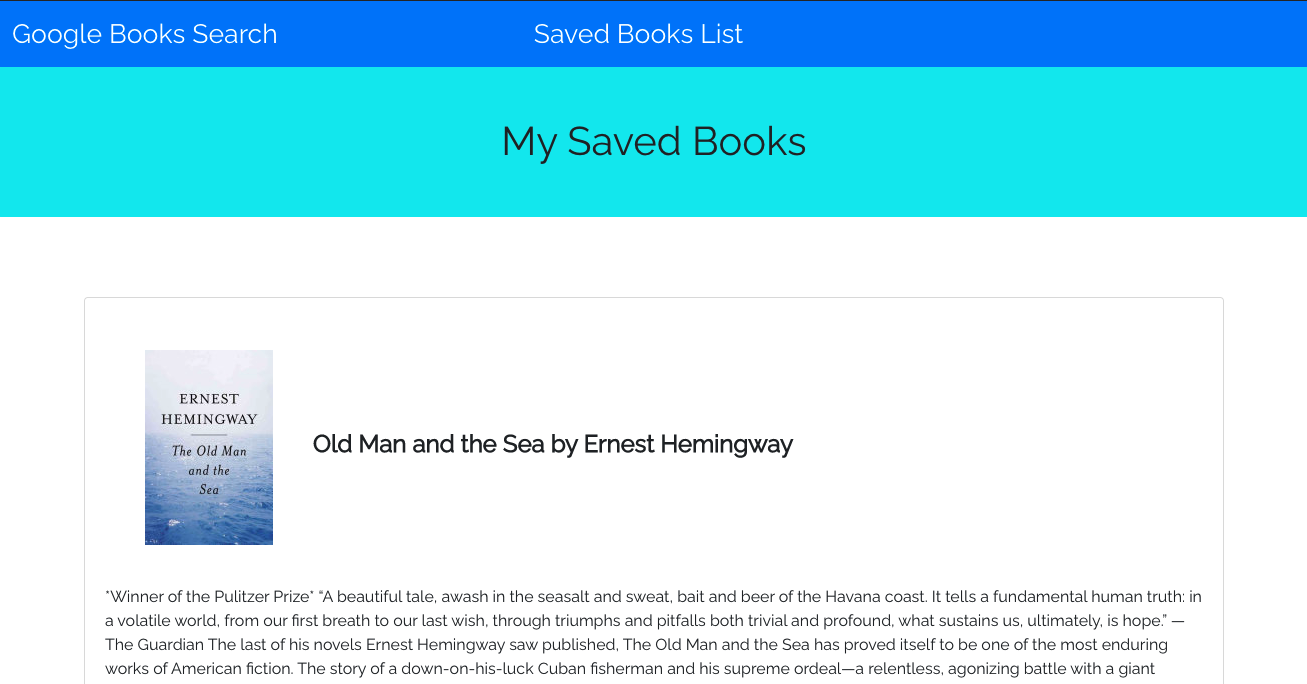 Google Books Search
Saved Books List
My Saved Books
ERNEST
HEMINGWAY
The Old Man
and the
Sea
Old Man and the Sea by Ernest Hemingway
*Winner of the Pulitzer Prize* “A beautiful tale, awash in the seasalt and sweat, bait and beer of the Havana coast. It tells a fundamental human truth: in
a volatile world, from our first breath to our last wish, through triumphs and pitfalls both trivial and profound, what sustains us, ultimately, is hope.” —
The Guardian The last of his novels Ernest Hemingway saw published, The Old Man and the Sea has proved itself to be one of the most enduring
works of American fiction. The story of a down-on-his-luck Cuban fisherman and his supreme ordeal—a relentless, agonizing battle with a giant